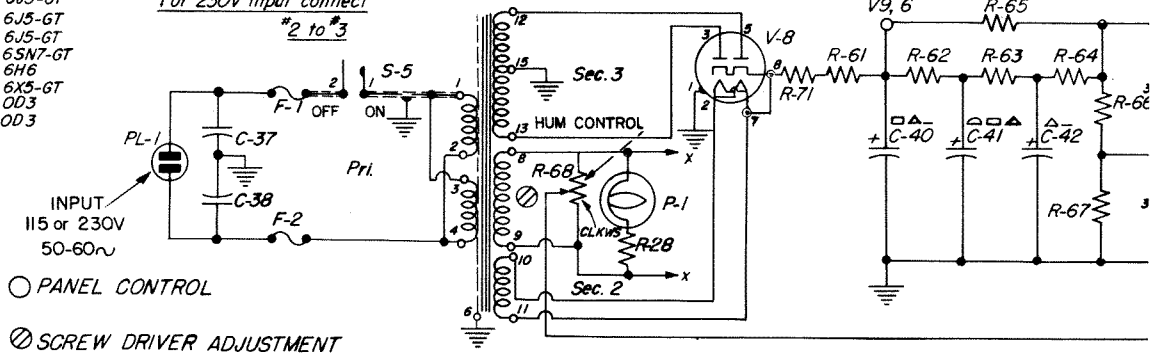 6J5-GT
6J5-GT
6SN7-GT
6H6
6X5-GT
OD3
OD3
For 230V input connect
#2 to #3
PL-1
INPUT
115 or 230V
50-60~
C-37
C-38
F-1
F-2
2
OFF
S-5
1
ON
Pri.
1
2
3
4
6
12
15
13
8
9
10
11
Sec. 3
HUM CONTROL
R-68
CLKWS
P-1
R-28
X
X
Sec. 2
V-8
3
5
1
2
8
7
R-71
R-61
V9, 6
R-65
R-62
R-63
R-64
R-66
R-67
+ C-40
+ C-41
+ C-42
3
3
PANEL CONTROL
SCREW DRIVER ADJUSTMENT